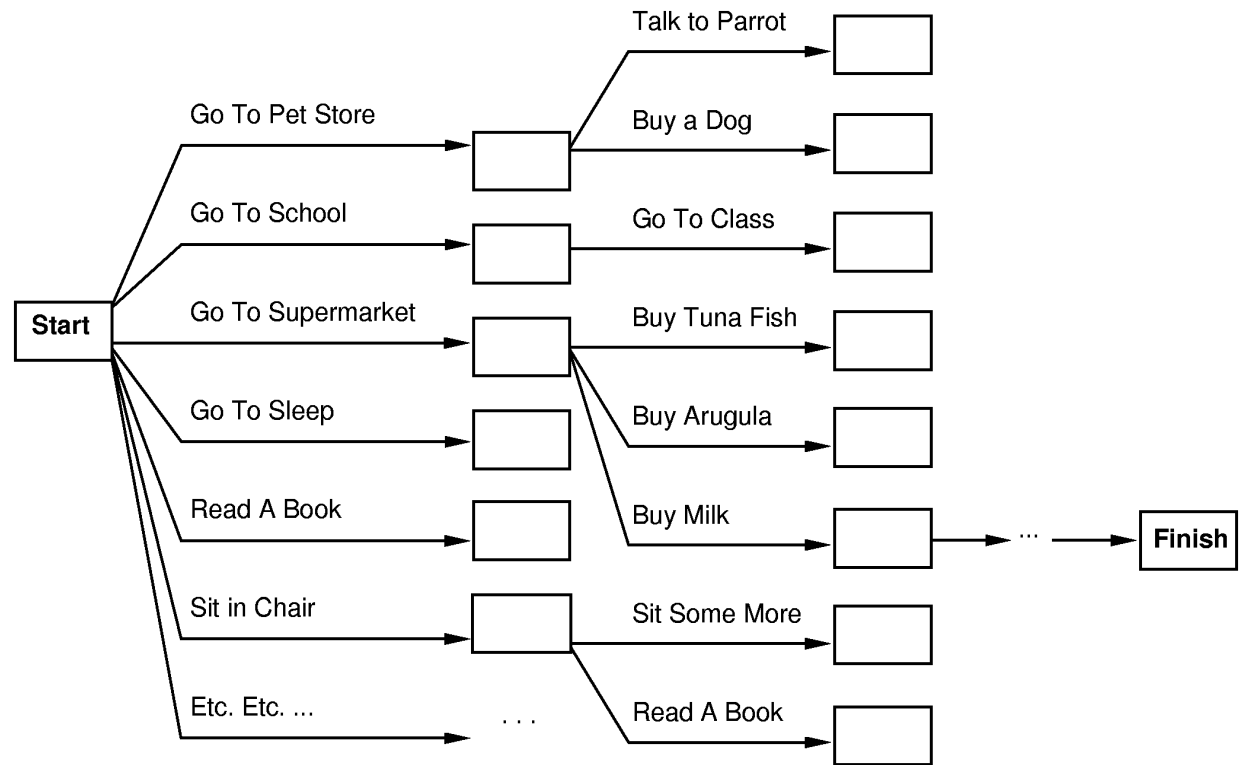 Talk to Parrot
Go To Pet Store
Buy a Dog
Go To School
Go To Class
Start
Go To Supermarket
Buy Tuna Fish
Go To Sleep
Buy Arugula
Read A Book
Buy Milk
...
Finish
Sit in Chair
Sit Some More
Etc. Etc. ...
. . .
Read A Book